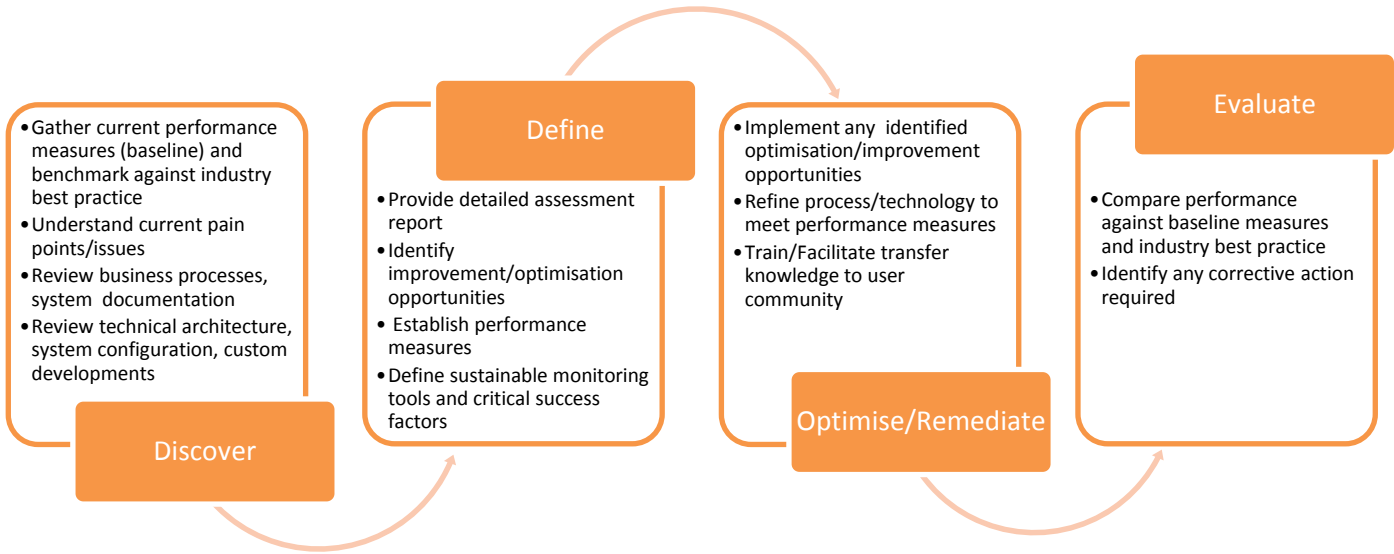 •Gather current performance
measures (baseline) and
benchmark against industry
best practice
•Understand current pain
points/issues
•Review business processes,
system documentation
•Review technical architecture,
system configuration, custom
developments
Discover
Define
•Provide detailed assessment
report
•Identify
improvement/optimisation
opportunities
• Establish performance
measures
•Define sustainable monitoring
tools and critical success
factors
•Implement any identified
optimisation/improvement
opportunities
•Refine process/technology to
meet performance measures
•Train/Facilitate transfer
knowledge to user
community
Optimise/Remediate
Evaluate
•Compare performance
against baseline measures
and industry best practice
•Identify any corrective action
required